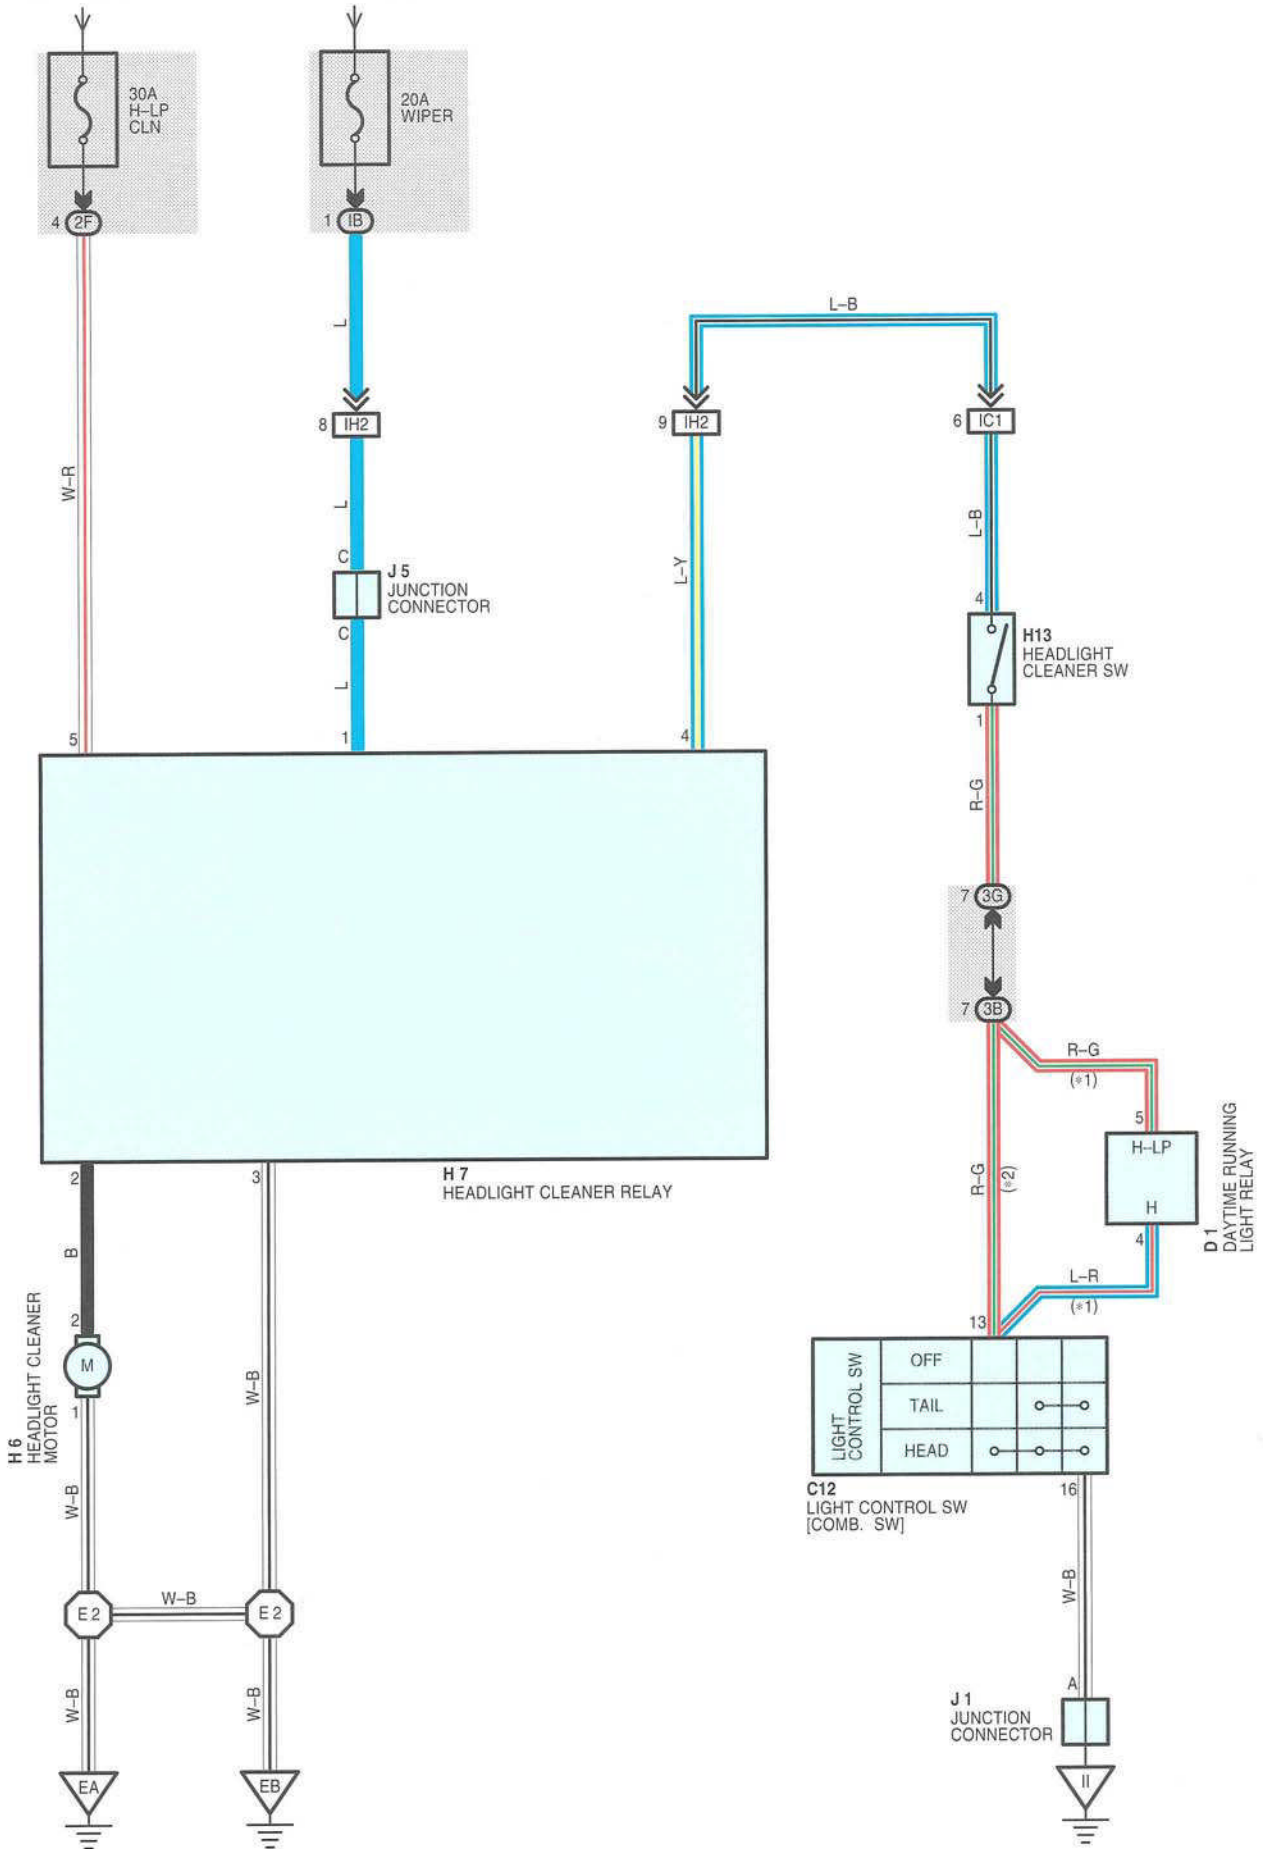 30A
H–LP
CLN
20A
WIPER
4
2F
1
IB
L–B
L
8
IH2
9
IH2
6
IC1
W–R
L
L–B
C
J 5
JUNCTION
CONNECTOR
L–Y
4
C
H13
HEADLIGHT
CLEANER SW
L
5
1
4
1
R–G
7
3G
7
3B
R–G
(*1)
5
H–LP
H
4
D 1
DAYTIME RUNNING
LIGHT RELAY
R–G
(*2)
2
3
H 7
HEADLIGHT CLEANER RELAY
B
L–R
(*1)
2
13
M
H 6
HEADLIGHT CLEANER
MOTOR
1
W–B
LIGHT
CONTROL SW
OFF
TAIL
HEAD
C12
LIGHT CONTROL SW
[COMB. SW]
16
W–B
W–B
E 2
W–B
E 2
W–B
W–B
A
J 1
JUNCTION
CONNECTOR
EA
EB
II